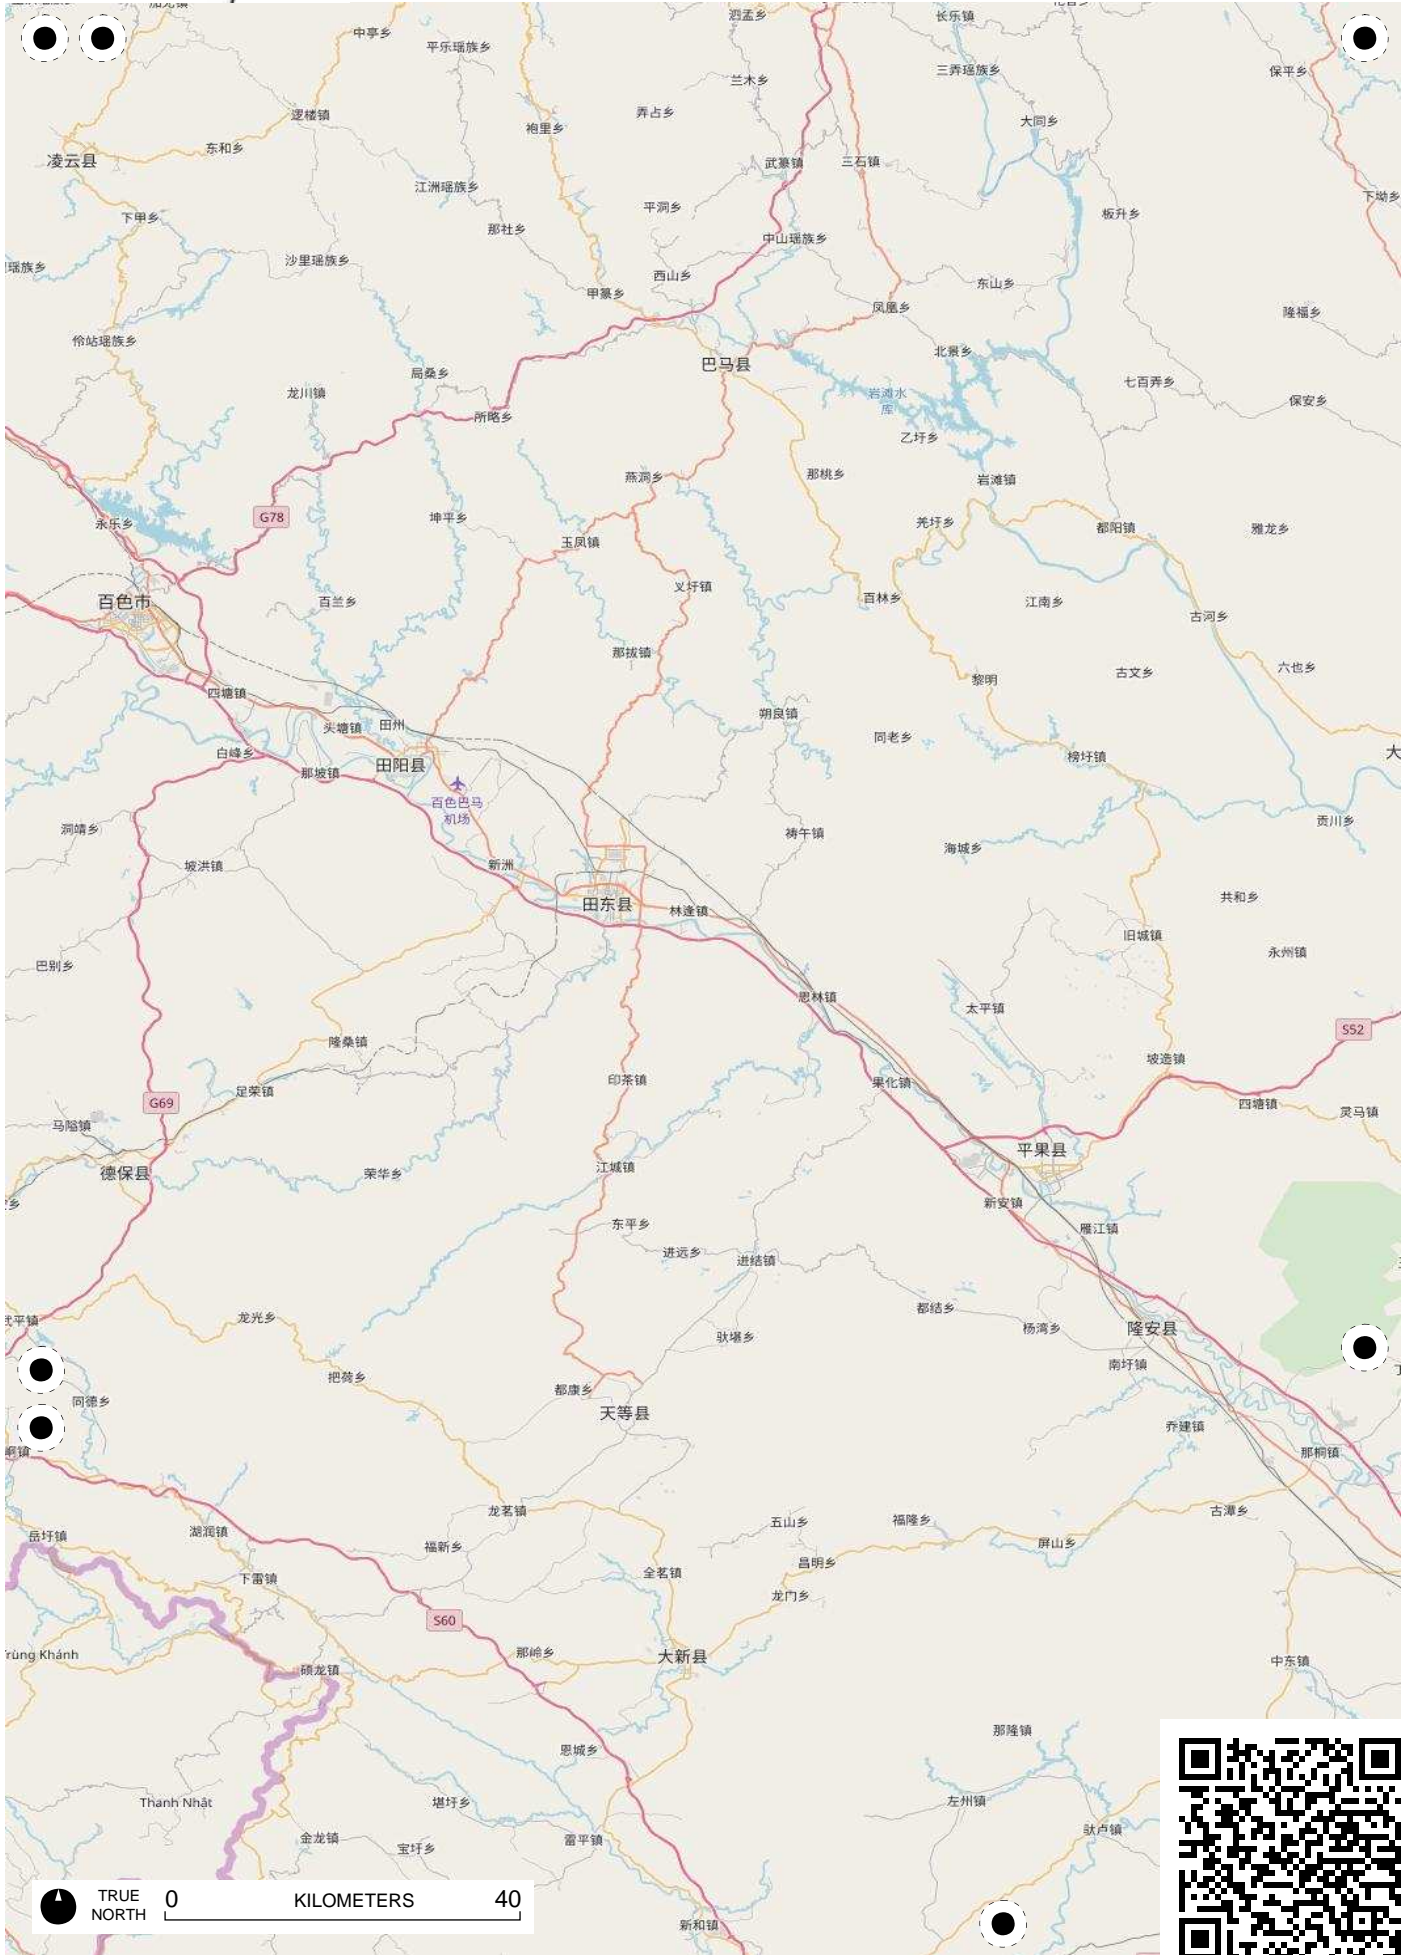 泗孟乡
长乐镇
中亭乡
平乐瑶族乡
三弄瑶族乡
保平乡
兰木乡
逻楼镇
弄占乡
大同乡
袍里乡
东和乡
凌云县
武篆镇
三石镇
江洲瑶族乡
下坳乡
平洞乡
下甲乡
板升乡
那社乡
中山瑶族乡
沙里瑶族乡
瑶族乡
西山乡
东山乡
甲篆乡
凤凰乡
隆福乡
伶站瑶族乡
北景乡
巴马县
局桑乡
七百弄乡
龙川镇
岩滩水
库
保安乡
所略乡
乙圩乡
燕洞乡
那桃乡
岩滩镇
G78
坤平乡
永乐乡
羌圩乡
都阳镇
雅龙乡
玉凤镇
义圩镇
百色市
百兰乡
百林乡
江南乡
古河乡
那拔镇
六也乡
古文乡
黎明
四塘镇
朔良镇
头塘镇
田州
同老乡
白峰乡
榜圩镇
大
田阳县
那坡镇
百色巴马
机场
贡川乡
洞靖乡
祷午镇
海城乡
坡洪镇
新洲
共和乡
田东县
林逢镇
旧城镇
永州镇
巴别乡
思林镇
太平镇
S52
隆桑镇
坡造镇
印茶镇
果化镇
足荣镇
G69
四塘镇
灵马镇
马隘镇
平果县
江城镇
德保县
荣华乡
新安镇
东平乡
雁江镇
进远乡
进结镇
都结乡
龙光乡
武平镇
杨湾乡
隆安县
驮堪乡
南圩镇
把荷乡
都康乡
同德乡
天等县
乔建镇
那桐镇
峒镇
龙茗镇
古潭乡
五山乡
福隆乡
湖润镇
岳圩镇
福新乡
屏山乡
昌明乡
全茗镇
下雷镇
龙门乡
S60
那岭乡
大新县
rùng Khánh
中东镇
硕龙镇
那隆镇
恩城乡
Thanh Nhật
堪圩乡
左州镇
驮卢镇
金龙镇
雷平镇
宝圩乡
TRUE
NORTH
0 KILOMETERS 40
新和镇